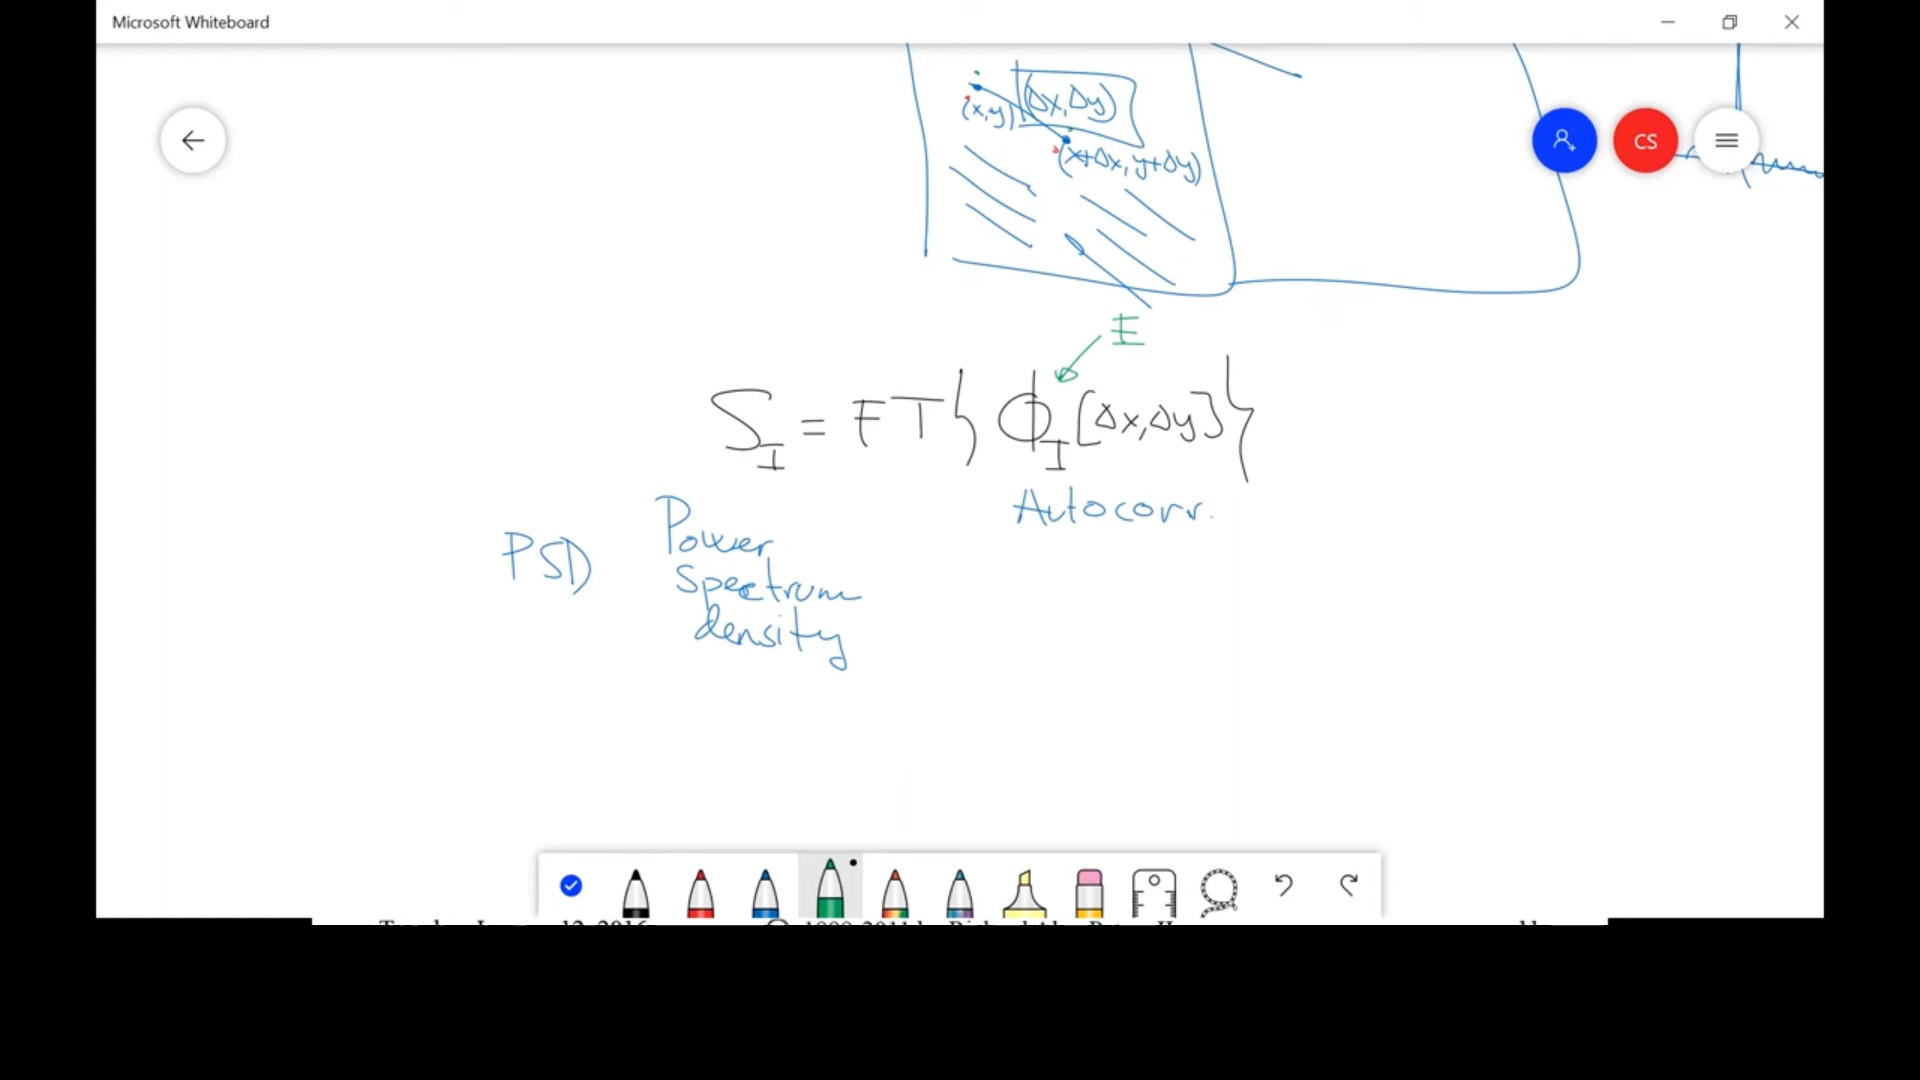 Microsoft Whiteboard
(x,y) (Δx,Δy)
(x+Δx, y+Δy)
CS
E
S_I = FT{ ϕ_I [Δx,Δy] }
Autocorr.
PSD
Power
spectrum
density